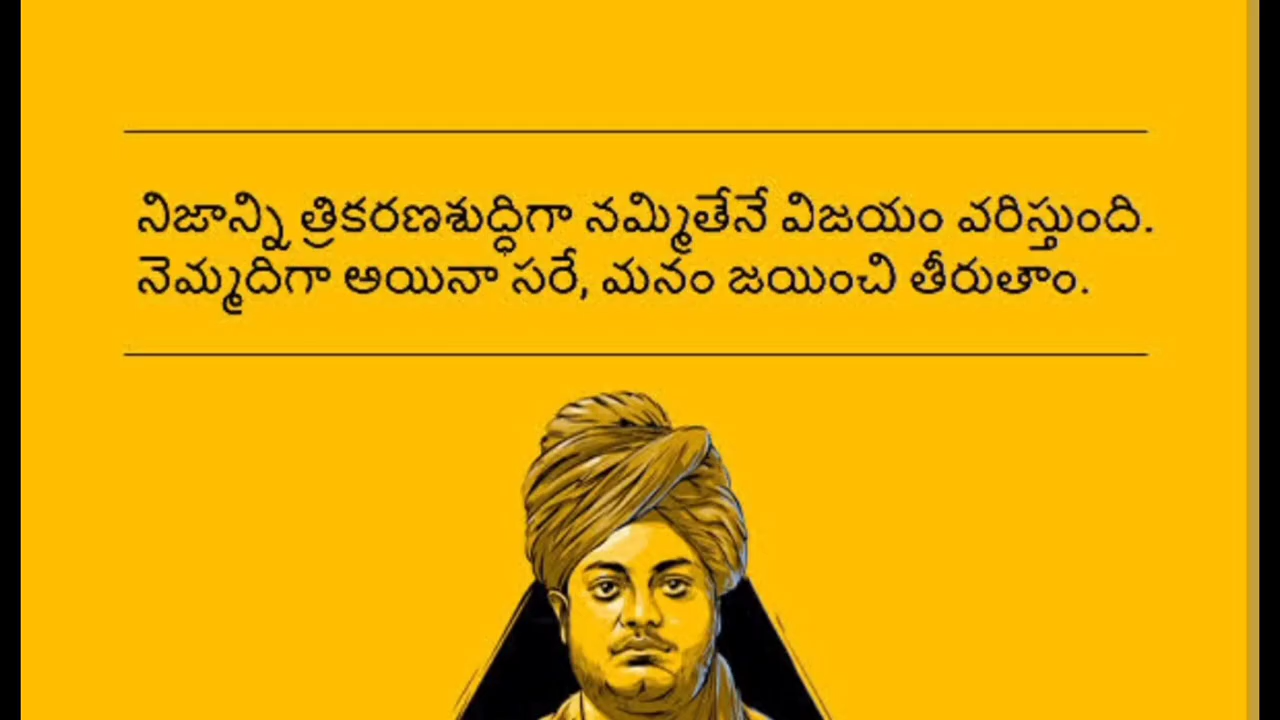 నిజాన్ని త్రికరణశుద్ధిగా నమ్మితేనే విజయం వరిస్తుంది.
నెమ్మదిగా అయినా సరే, మనం జయించి తీరుతాం.